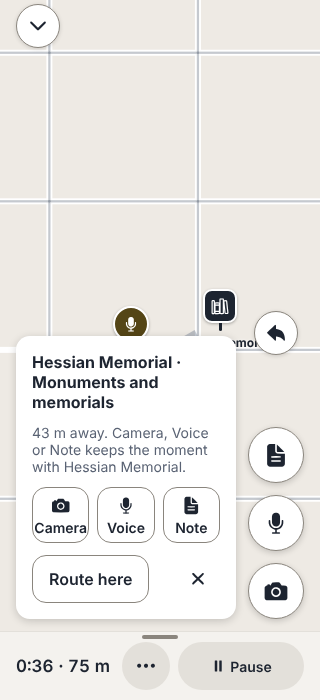 Hessian Memorial ·
Monuments and
memorials
43 m away. Camera, Voice
or Note keeps the moment
with Hessian Memorial.
Camera
Voice
Note
Route here
0:36 · 75 m
Pause